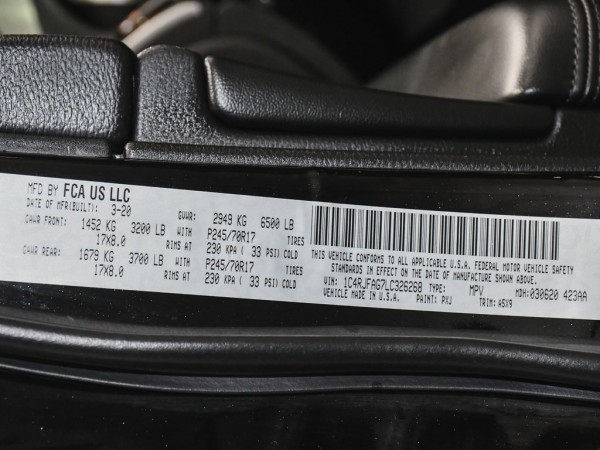 MFD BY FCA US LLC
DATE OF MFR(BUILT): 3-20 GVWR: 2949 KG 6500 LB
GAWR FRONT: 1452 KG 3200 LB WITH P245/70R17 TIRES
17X8.0 RIMS AT 230 KPA ( 33 PSI) COLD
GAWR REAR: 1679 KG 3700 LB WITH P245/70R17 TIRES
17X8.0 RIMS AT 230 KPA ( 33 PSI) COLD
THIS VEHICLE CONFORMS TO ALL APPLICABLE U.S.A. FEDERAL MOTOR VEHICLE SAFETY
STANDARDS IN EFFECT ON THE DATE OF MANUFACTURE SHOWN ABOVE.
VIN: 1C4RJFAG7LC326268 TYPE: MPV MDH: 030620 423AA
VEHICLE MADE IN U.S.A. PAINT: PXJ TRIM: A5X9